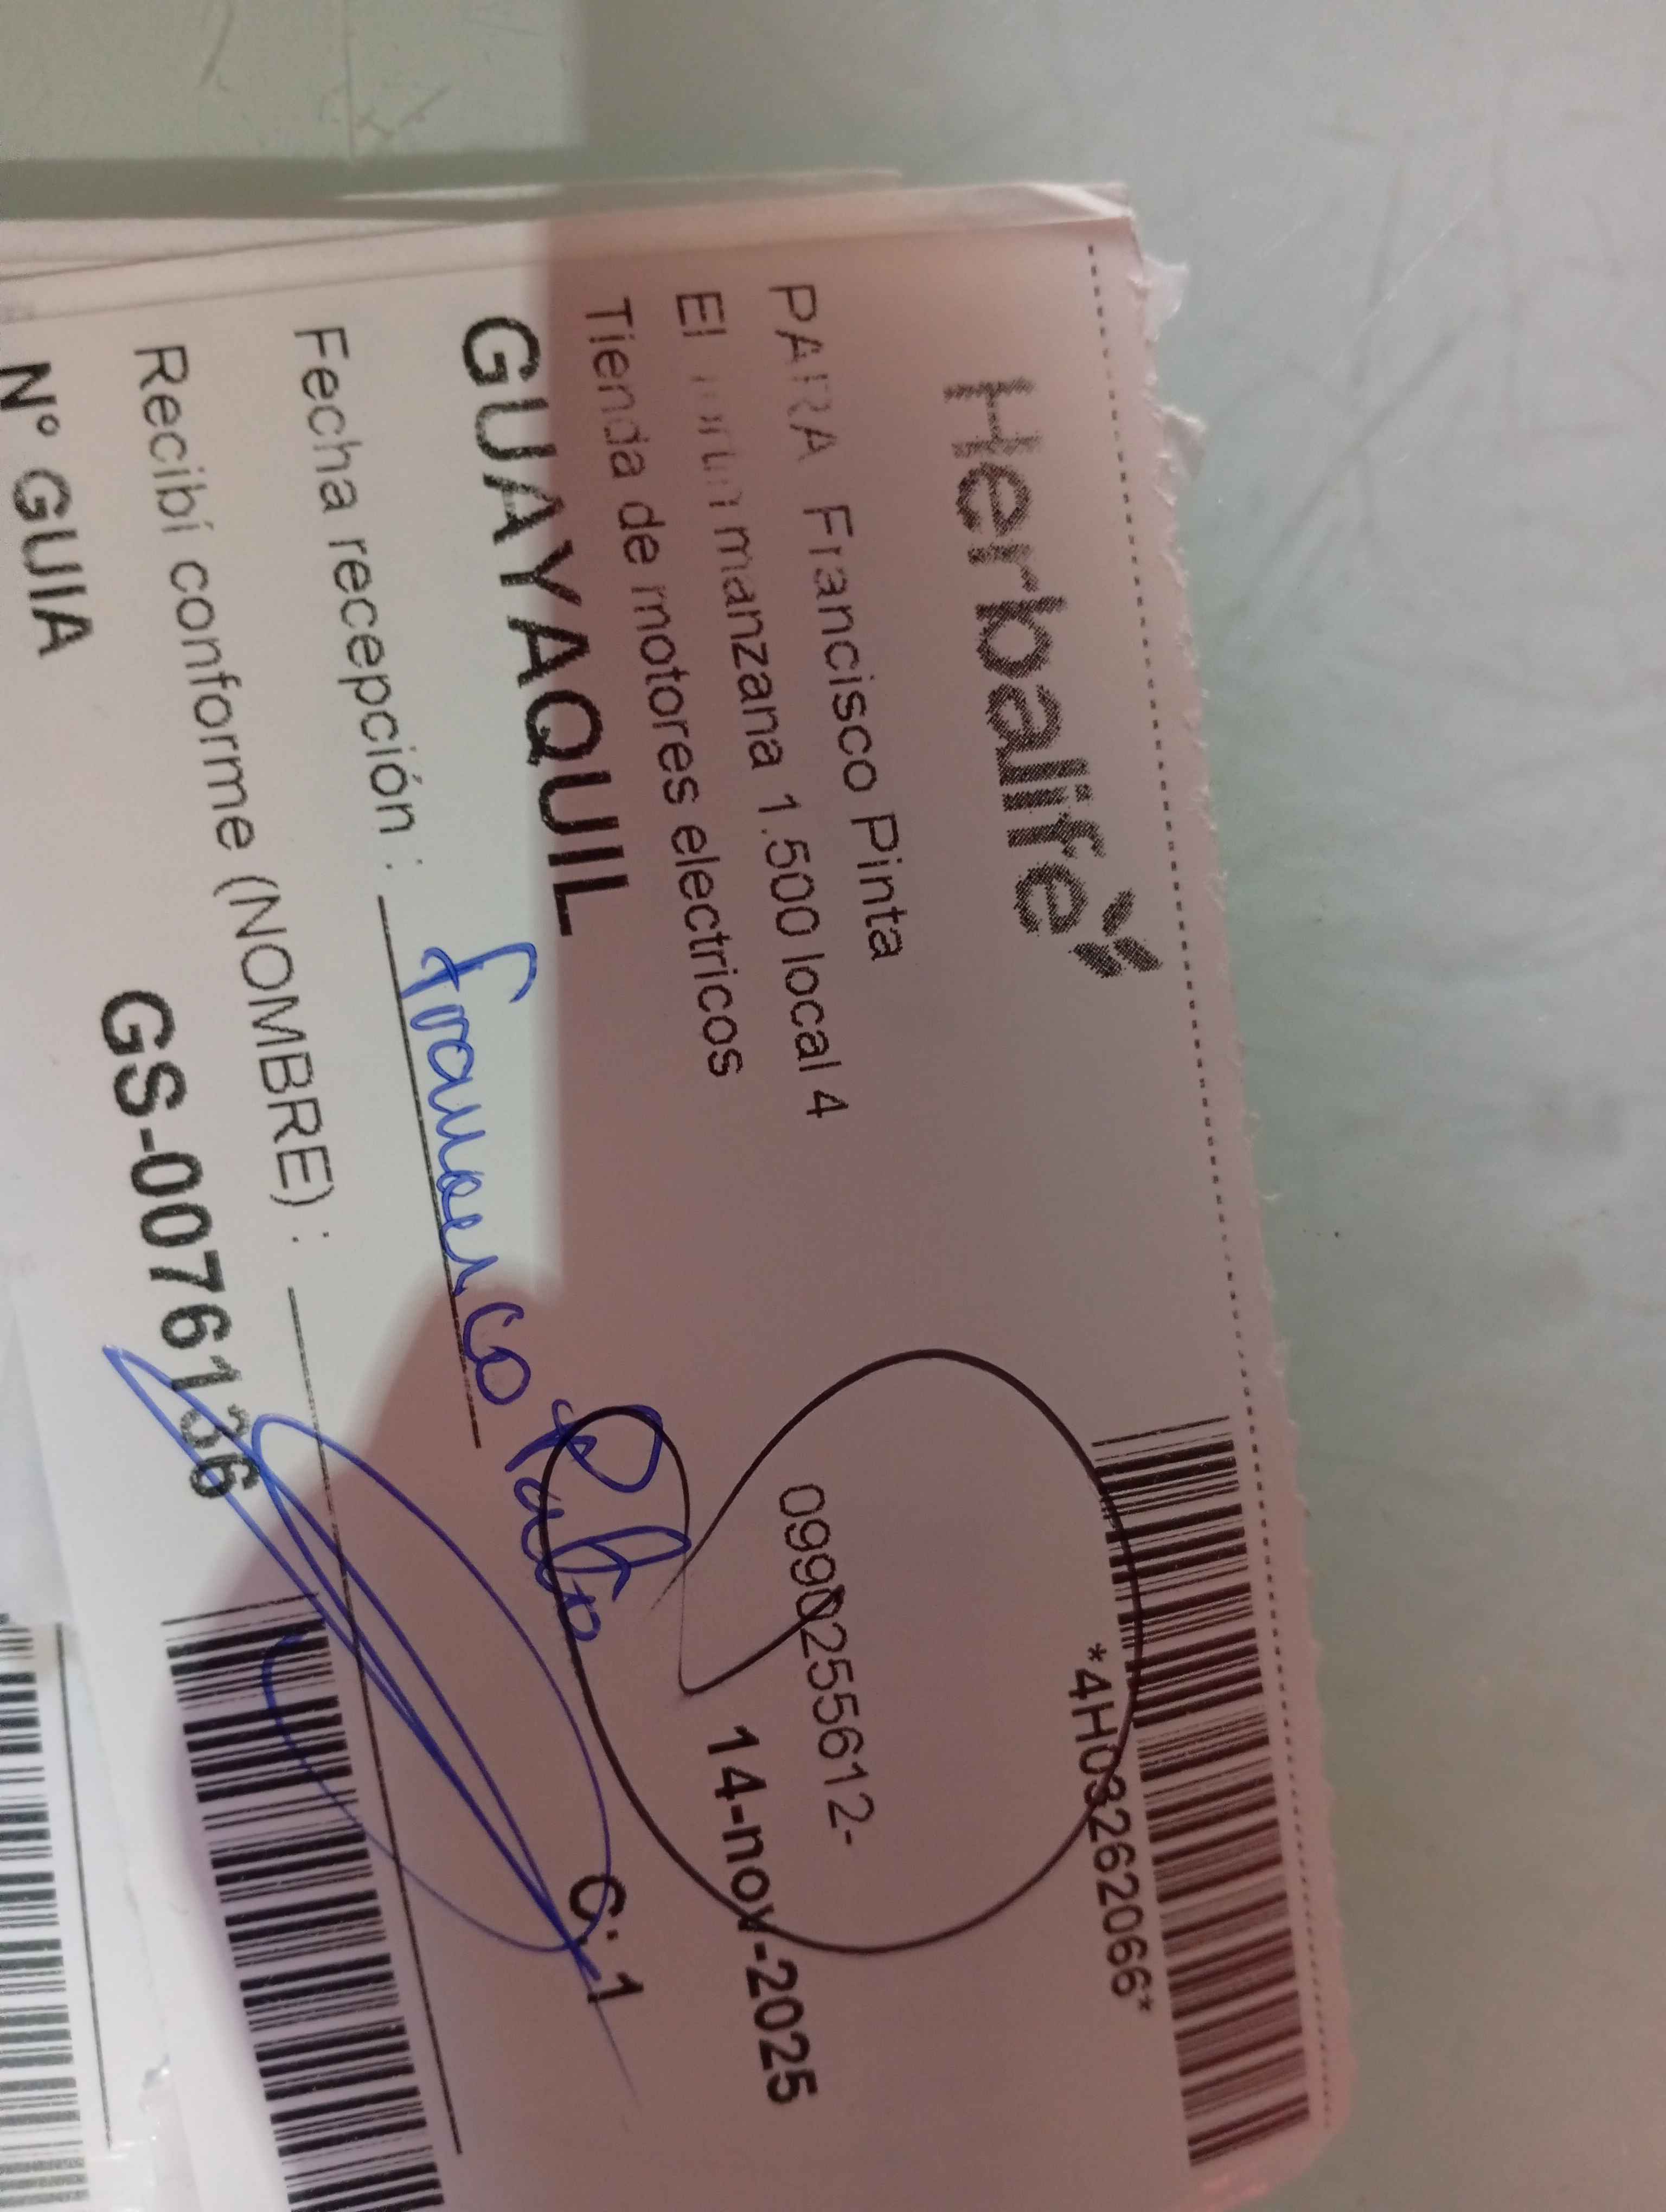 Herbalife
*4H03262066*
PARA Francisco Pinta
0990255612-
El manzana 1.500 local 4
Tienda de motores electricos
14-nov-2025
GUAYAQUIL
C: 1
Fecha recepción :
Recibí conforme (NOMBRE) :
GS-00761366
N° GUIA